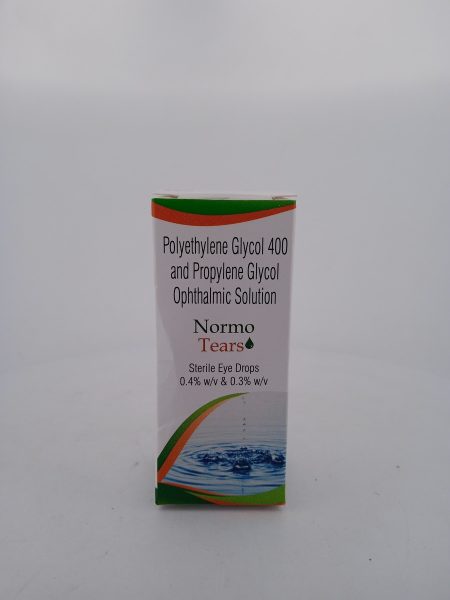 Polyethylene Glycol 400
and Propylene Glycol
Ophthalmic Solution
Normo
Tears
Sterile Eye Drops
0.4% w/v & 0.3% w/v